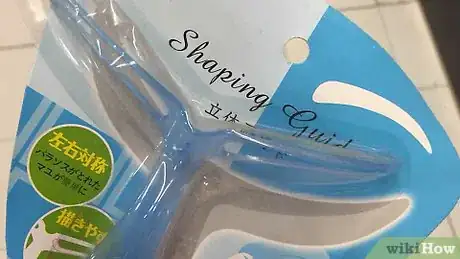 Shaping Guid
立体
左右対称
バランスがとれた
マユが簡単に
描きやす
wikiHow